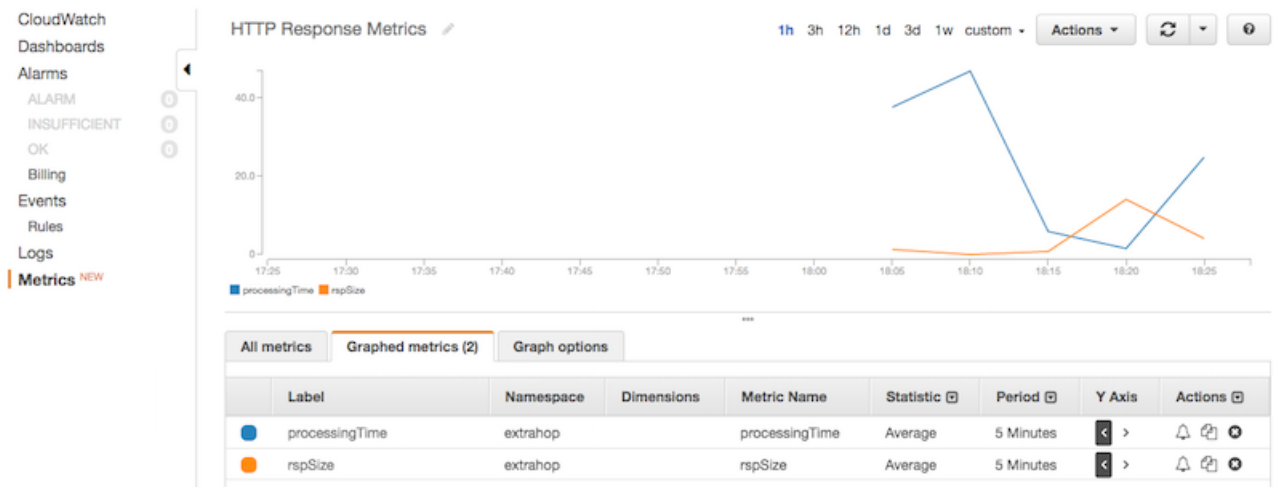 CloudWatch
Dashboards
Alarms
ALARM 0
INSUFFICIENT 0
OK 0
Billing
Events
Rules
Logs
Metrics NEW
HTTP Response Metrics
1h 3h 12h 1d 3d 1w custom Actions
40.0
20.0
0
17:25 17:30 17:35 17:40 17:45 17:50 17:55 18:00 18:05 18:10 18:15 18:20 18:25
processingTime rspSize
All metrics Graphed metrics (2) Graph options
Label Namespace Dimensions Metric Name Statistic Period Y Axis Actions
processingTime extrahop processingTime Average 5 Minutes < >
rspSize extrahop rspSize Average 5 Minutes < >